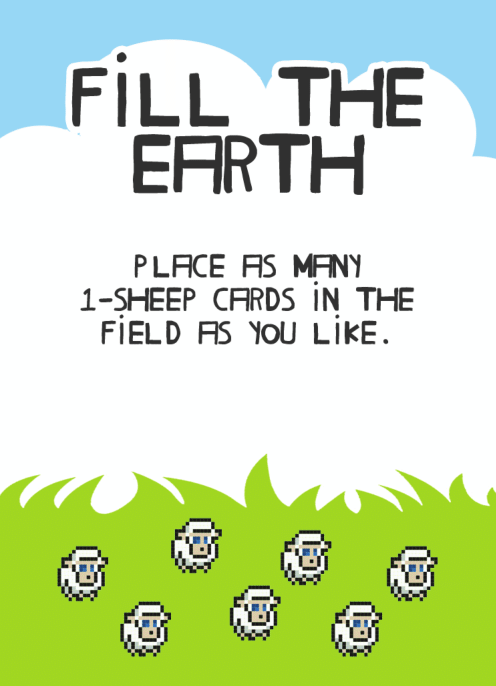 FiLL THE
EARTH
PLACE AS MANY
1-SHEEP CARDS iN THE
FiELD AS YOU LiKE.